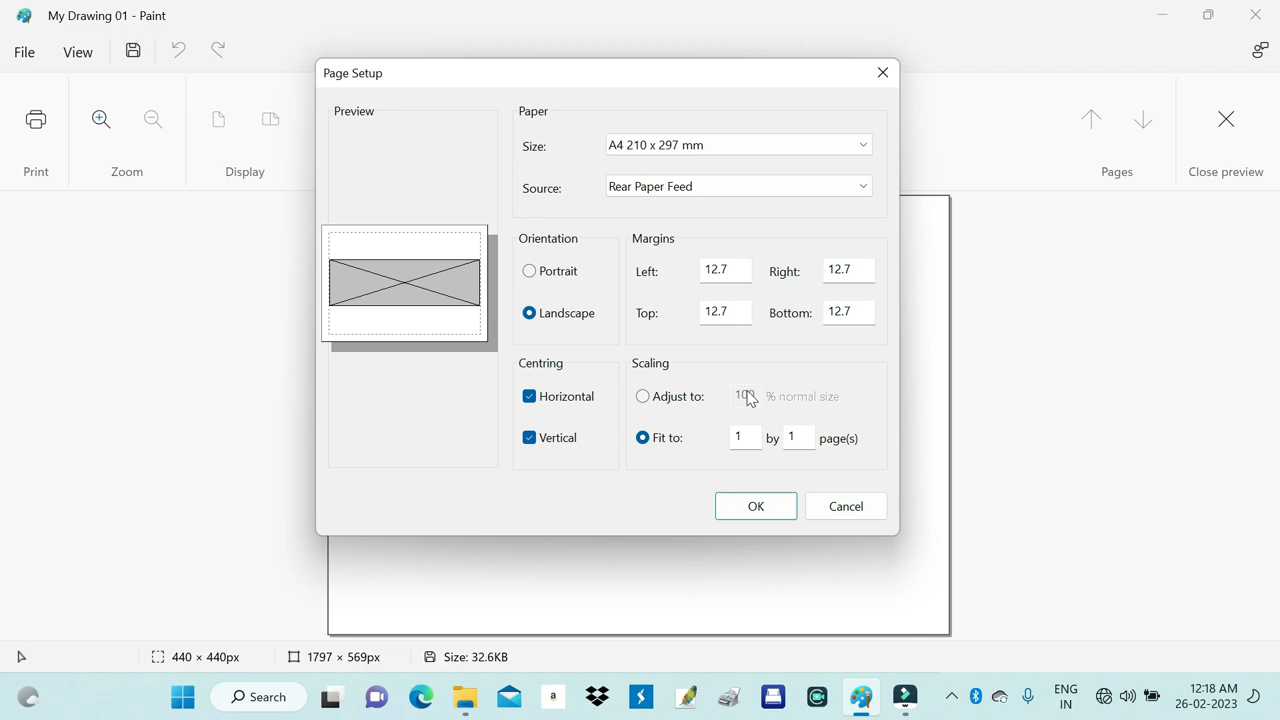 My Drawing 01 - Paint
File View
Print
Zoom
Display
Pages
Close preview
Page Setup
Preview
Paper
Size: A4 210 x 297 mm
Source: Rear Paper Feed
Orientation
Portrait
Landscape
Margins
Left: 12.7 Right: 12.7
Top: 12.7 Bottom: 12.7
Centring
Horizontal
Vertical
Scaling
Adjust to: 100 % normal size
Fit to: 1 by 1 page(s)
OK Cancel
440 × 440px 1797 × 569px Size: 32.6KB
Search
a
ENG
IN
12:18 AM
26-02-2023